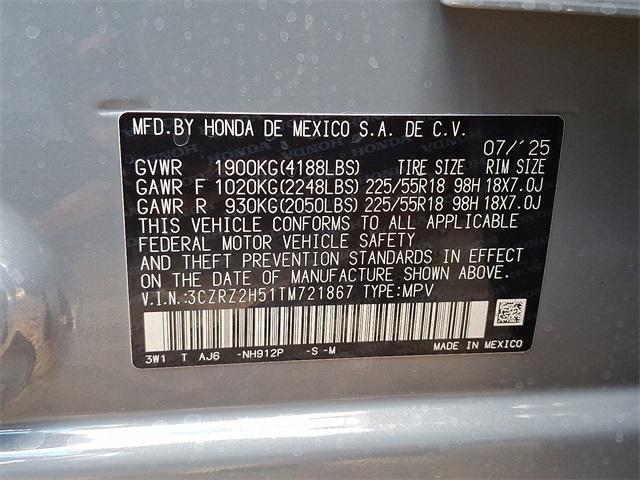 MFD.BY HONDA DE MEXICO S.A. DE C.V.
07/'25
GVWR 1900KG(4188LBS) TIRE SIZE RIM SIZE
GAWR F 1020KG(2248LBS) 225/55R18 98H 18X7.0J
GAWR R 930KG(2050LBS) 225/55R18 98H 18X7.0J
THIS VEHICLE CONFORMS TO ALL APPLICABLE
FEDERAL MOTOR VEHICLE SAFETY
AND THEFT PREVENTION STANDARDS IN EFFECT
ON THE DATE OF MANUFACTURE SHOWN ABOVE.
V.I.N.:3CZRZ2H51TM721867 TYPE:MPV
3W1 T AJ6 -NH912P -S -M MADE IN MEXICO